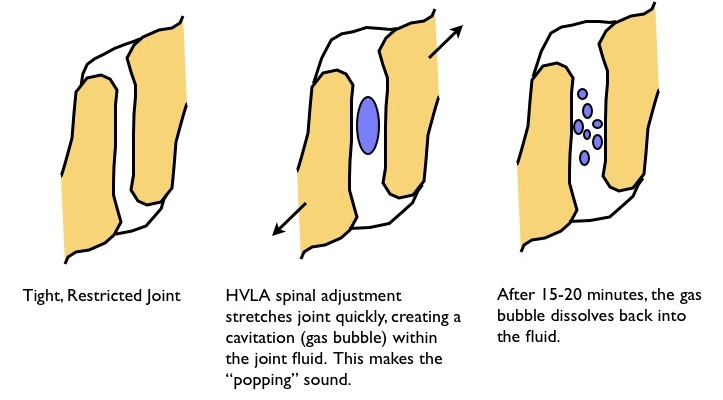 Tight, Restricted Joint
HVLA spinal adjustment
stretches joint quickly, creating a
cavitation (gas bubble) within
the joint fluid. This makes the
“popping” sound.
After 15-20 minutes, the gas
bubble dissolves back into
the fluid.